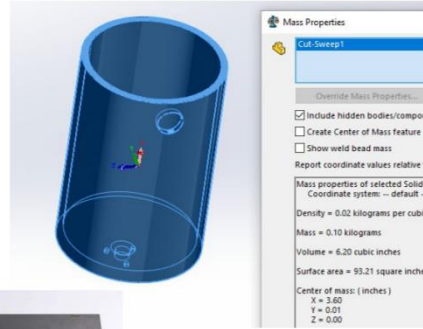 Mass Properties
Cut-Sweep1
Override Mass Properties...
Include hidden bodies/compo
Create Center of Mass feature
Show weld bead mass
Report coordinate values relative
Mass properties of selected Solid
Coordinate system: -- default -
Density = 0.02 kilograms per cubi
Mass = 0.10 kilograms
Volume = 6.20 cubic inches
Surface area = 93.21 square inche
Center of mass: ( inches )
X = 3.60
Y = 0.01
Z = 0.00